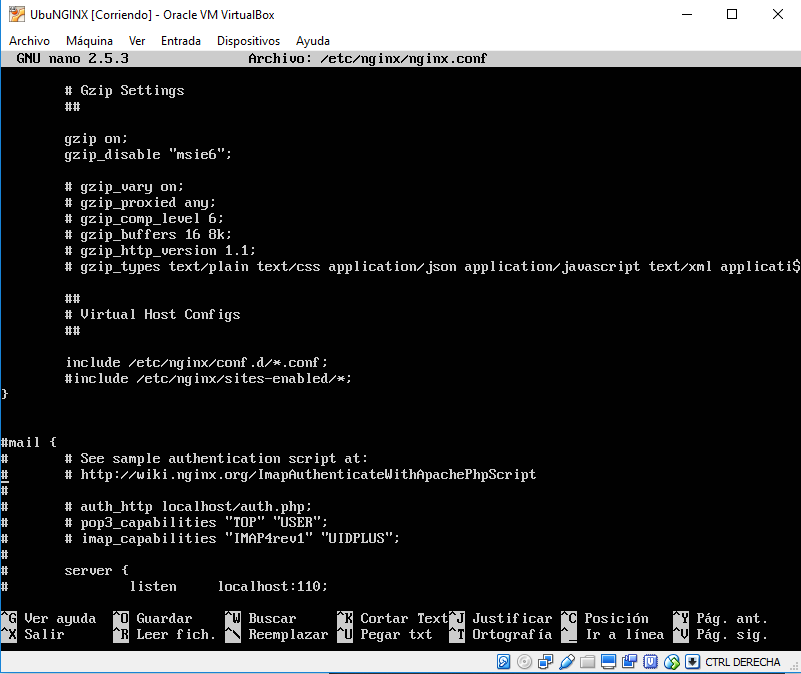 UbuNGINX [Corriendo] - Oracle VM VirtualBox
Archivo Máquina Ver Entrada Dispositivos Ayuda
GNU nano 2.5.3 Archivo: /etc/nginx/nginx.conf
# Gzip Settings
##
gzip on;
gzip_disable "msie6";
# gzip_vary on;
# gzip_proxied any;
# gzip_comp_level 6;
# gzip_buffers 16 8k;
# gzip_http_version 1.1;
# gzip_types text/plain text/css application/json application/javascript text/xml applicati$
##
# Virtual Host Configs
##
include /etc/nginx/conf.d/*.conf;
#include /etc/nginx/sites-enabled/*;
}
#mail {
# # See sample authentication script at:
# # http://wiki.nginx.org/ImapAuthenticateWithApachePhpScript
#
# # auth_http localhost/auth.php;
# # pop3_capabilities "TOP" "USER";
# # imap_capabilities "IMAP4rev1" "UIDPLUS";
#
# server {
# listen localhost:110;
^G Ver ayuda ^O Guardar ^W Buscar ^K Cortar Text ^J Justificar ^C Posición ^Y Pág. ant.
^X Salir ^R Leer fich. ^\ Reemplazar ^U Pegar txt ^T Ortografía ^_ Ir a línea ^V Pág. sig.
CTRL DERECHA